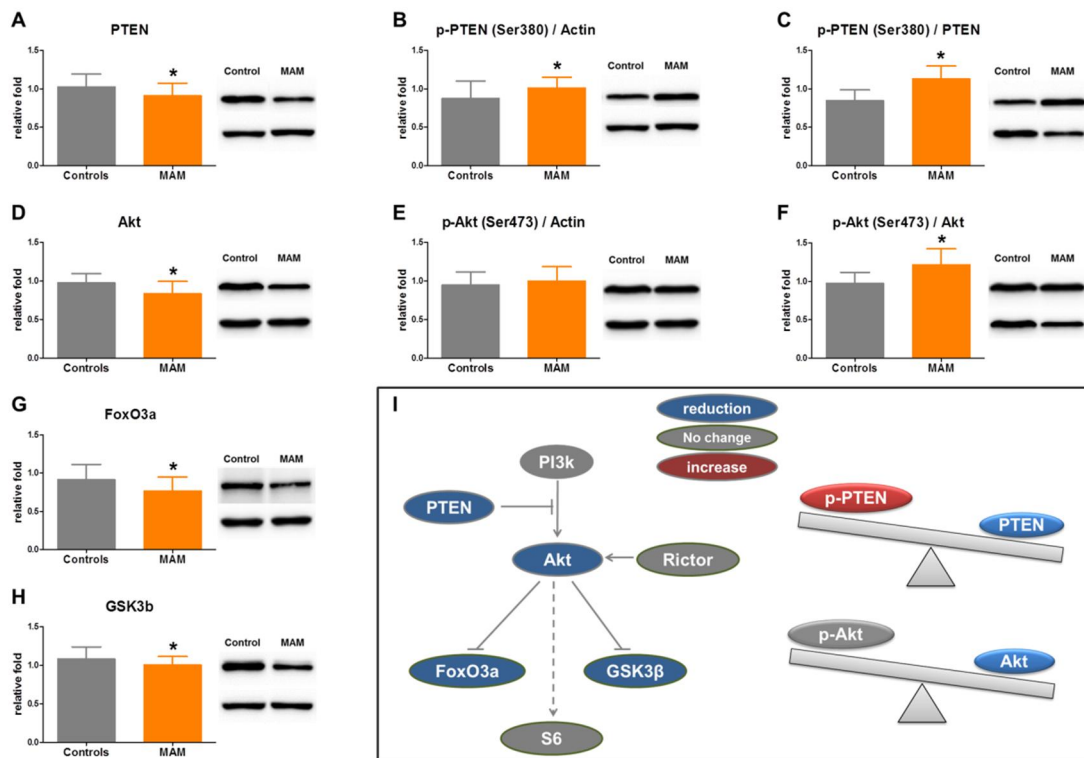 A
PTEN
relative fold
1.5
1.0
0.5
0.0
*
Controls
MAM
Control
MAM
B
p-PTEN (Ser380) / Actin
relative fold
1.5
1.0
0.5
0.0
*
Controls
MAM
Control
MAM
C
p-PTEN (Ser380) / PTEN
relative fold
1.5
1.0
0.5
0.0
*
Controls
MAM
Control
MAM
D
Akt
relative fold
1.5
1.0
0.5
0.0
*
Controls
MAM
Control
MAM
E
p-Akt (Ser473) / Actin
relative fold
1.5
1.0
0.5
0.0
Controls
MAM
Control
MAM
F
p-Akt (Ser473) / Akt
relative fold
1.5
1.0
0.5
0.0
*
Controls
MAM
Control
MAM
G
FoxO3a
relative fold
1.5
1.0
0.5
0.0
*
Controls
MAM
Control
MAM
H
GSK3b
relative fold
1.5
1.0
0.5
0.0
*
Controls
MAM
Control
MAM
I
reduction
No change
increase
PI3k
PTEN
Akt
Rictor
FoxO3a
GSK3β
S6
p-PTEN
PTEN
p-Akt
Akt